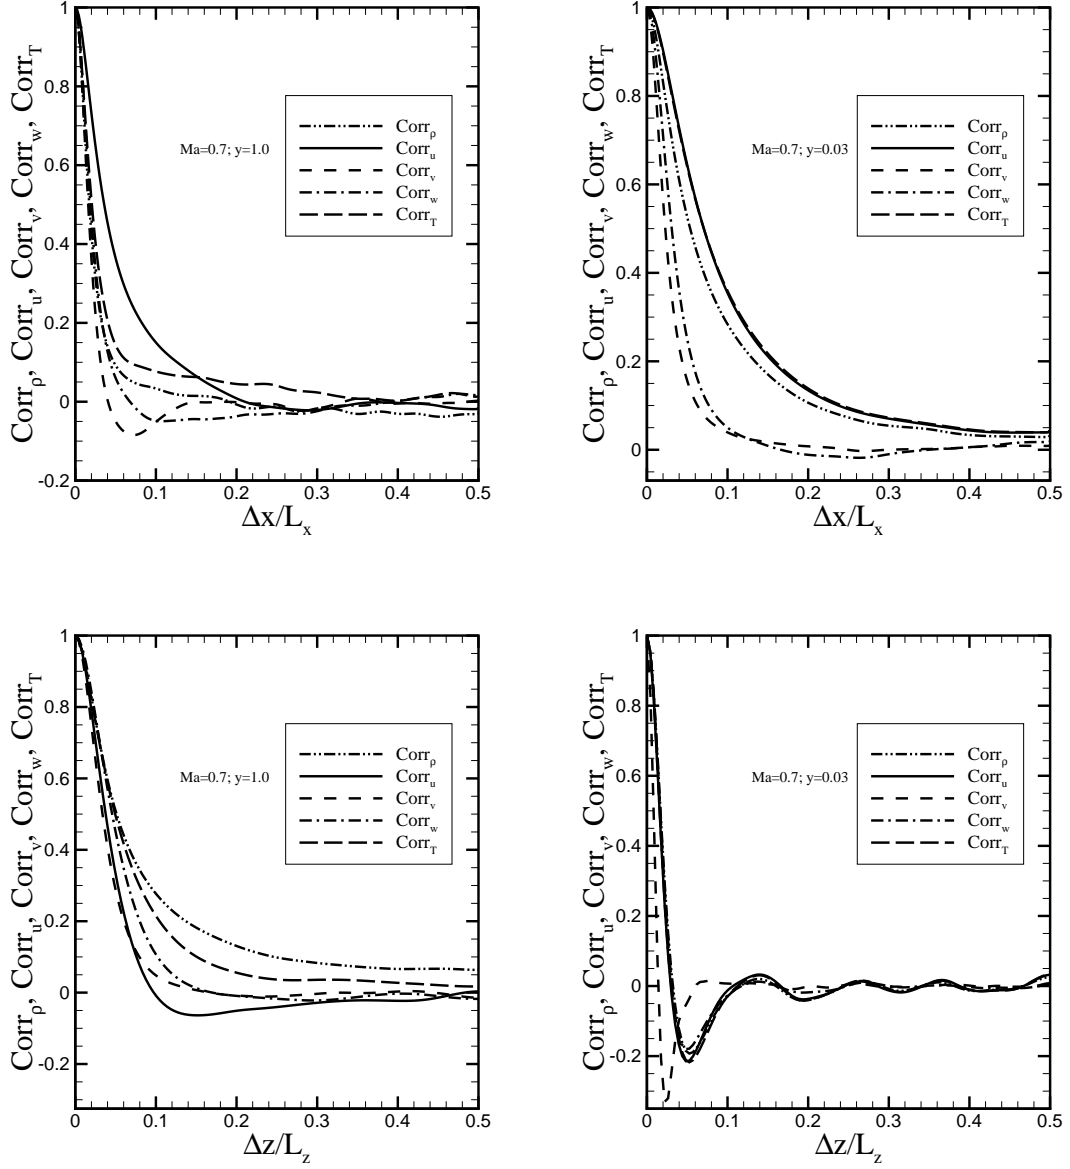 Corr_ρ, Corr_u, Corr_v, Corr_w, Corr_T
1
0.8
0.6
0.4
0.2
0
-0.2
0 0.1 0.2 0.3 0.4 0.5
Δx/L_x
Ma=0.7; y=1.0
Corr_ρ
Corr_u
Corr_v
Corr_w
Corr_T
Corr_ρ, Corr_u, Corr_v, Corr_w, Corr_T
1
0.8
0.6
0.4
0.2
0
0 0.1 0.2 0.3 0.4 0.5
Δx/L_x
Ma=0.7; y=0.03
Corr_ρ
Corr_u
Corr_v
Corr_w
Corr_T
Corr_ρ, Corr_u, Corr_v, Corr_w, Corr_T
1
0.8
0.6
0.4
0.2
0
-0.2
0 0.1 0.2 0.3 0.4 0.5
Δz/L_z
Ma=0.7; y=1.0
Corr_ρ
Corr_u
Corr_v
Corr_w
Corr_T
Corr_ρ, Corr_u, Corr_v, Corr_w, Corr_T
1
0.8
0.6
0.4
0.2
0
-0.2
0 0.1 0.2 0.3 0.4 0.5
Δz/L_z
Ma=0.7; y=0.03
Corr_ρ
Corr_u
Corr_v
Corr_w
Corr_T